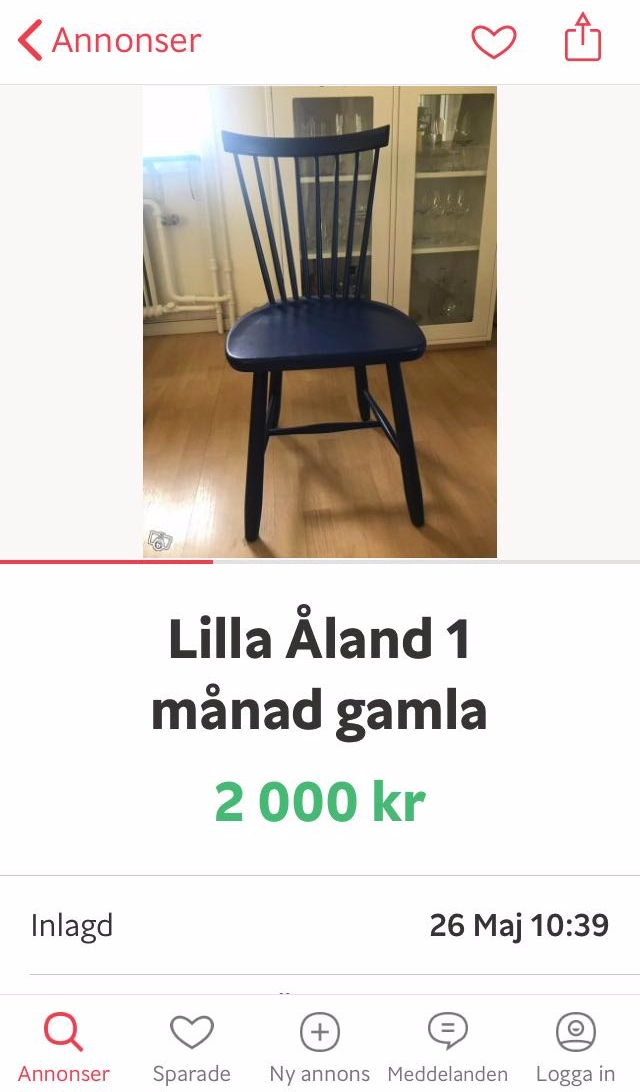 Annonser
Lilla Åland 1
månad gamla
2 000 kr
Inlagd 26 Maj 10:39
Annonser Sparade Ny annons Meddelanden Logga in